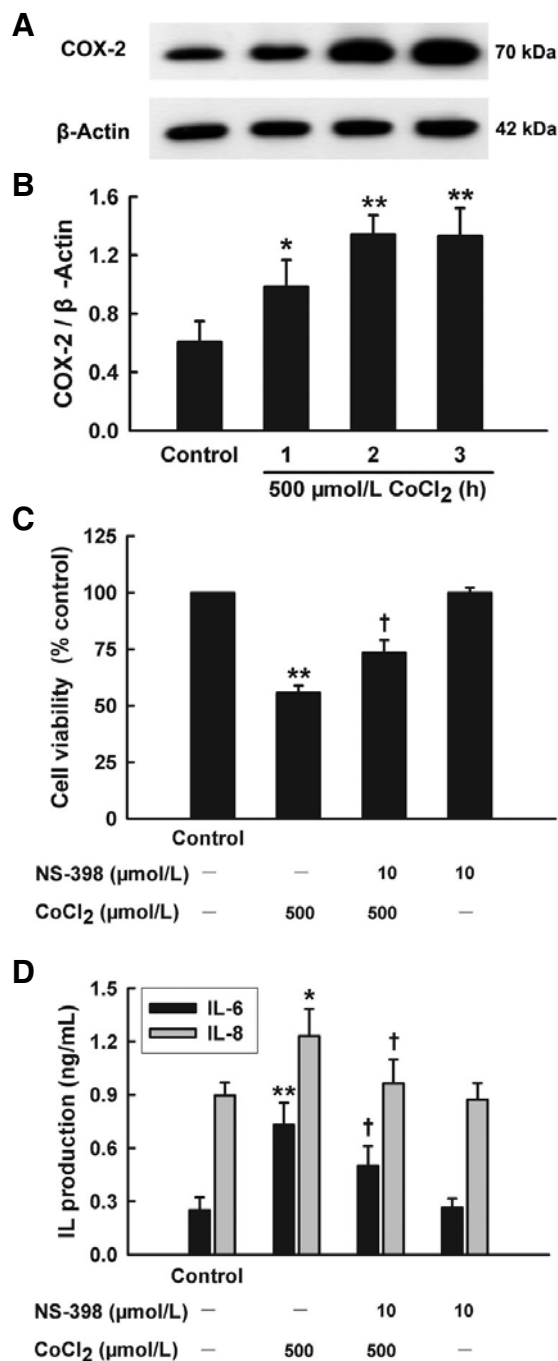 A
COX-2
70 kDa
β-Actin
42 kDa
B
COX-2 / β -Actin
1.6
1.2
0.8
0.4
0.0
*
**
**
Control
1 2 3
500 µmol/L CoCl2 (h)
C
Cell viability (% control)
125
100
75
50
25
0
**
†
Control
NS-398 (µmol/L) – – 10 10
CoCl2 (µmol/L) – 500 500 –
D
IL production (ng/mL)
1.5
1.2
0.9
0.6
0.3
0.0
IL-6
IL-8
**
*
†
†
Control
NS-398 (µmol/L) – – 10 10
CoCl2 (µmol/L) – 500 500 –